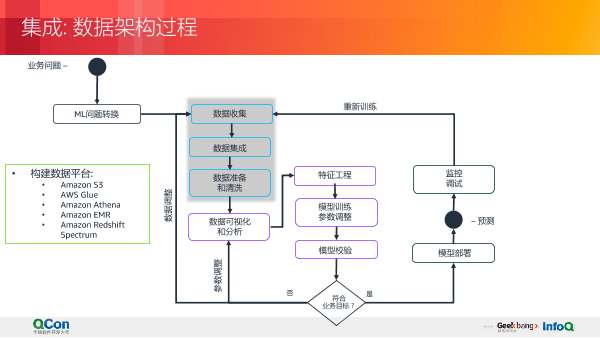 集成: 数据架构过程
业务问题 –
ML问题转换
数据收集
重新训练
数据集成
数据准备
和清洗
数据调整
• 构建数据平台:
• Amazon S3
• AWS Glue
• Amazon Athena
• Amazon EMR
• Amazon Redshift
Spectrum
特征工程
监控
调试
模型训练
参数调整
数据可视化
和分析
– 预测
模型校验
模型部署
参数调整
否
符合
业务目标？
是
QCon
全球软件开发大会
Geekbang>.
InfoQ